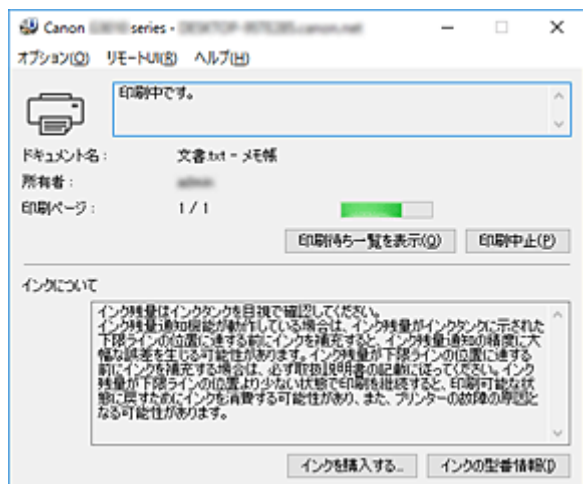 Canon series -
オプション(O) リモートUI(R) ヘルプ(H)
印刷中です。
ドキュメント名： 文書.txt - メモ帳
所有者：
印刷ページ： 1 / 1
印刷待ち一覧を表示(Q) 印刷中止(P)
インクについて
インク残量はインクタンクを目視で確認してください。
インク残量通知機能が動作している場合は、インク残量がインクタンクに示された
下限ラインの位置に達する前にインクを補充すると、インク残量通知の精度に大
幅な誤差を生じる可能性があります。インク残量が下限ラインの位置に達する
前にインクを補充する場合は、必ず取扱説明書の記載に従ってください。インク
残量が下限ラインの位置より少ない状態で印刷を継続すると、印刷可能な状
態に戻すためにインクを消費する可能性があり、また、プリンターの故障の原因と
なる可能性があります。
インクを購入する... インクの型番情報(I)